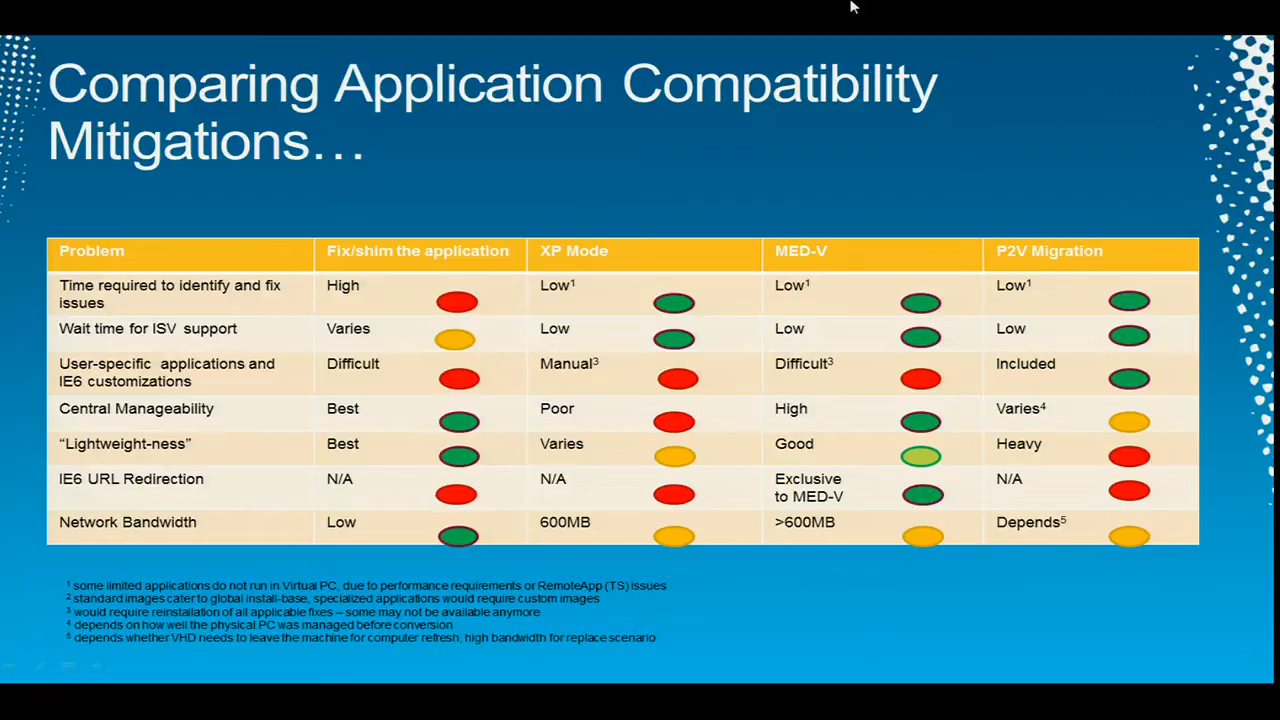 Comparing Application Compatibility
Mitigations…
Problem Fix/shim the application XP Mode MED-V P2V Migration
Time required to identify and fix issues High Low¹ Low¹ Low¹
Wait time for ISV support Varies Low Low Low
User-specific applications and IE6 customizations Difficult Manual³ Difficult³ Included
Central Manageability Best Poor High Varies⁴
“Lightweight-ness” Best Varies Good Heavy
IE6 URL Redirection N/A N/A Exclusive to MED-V N/A
Network Bandwidth Low 600MB >600MB Depends⁵
¹ some limited applications do not run in Virtual PC, due to performance requirements or RemoteApp (TS) issues
² standard images cater to global install-base, specialized applications would require custom images
³ would require reinstallation of all applicable fixes – some may not be available anymore
⁴ depends on how well the physical PC was managed before conversion
⁵ depends whether VHD needs to leave the machine for computer refresh, high bandwidth for replace scenario